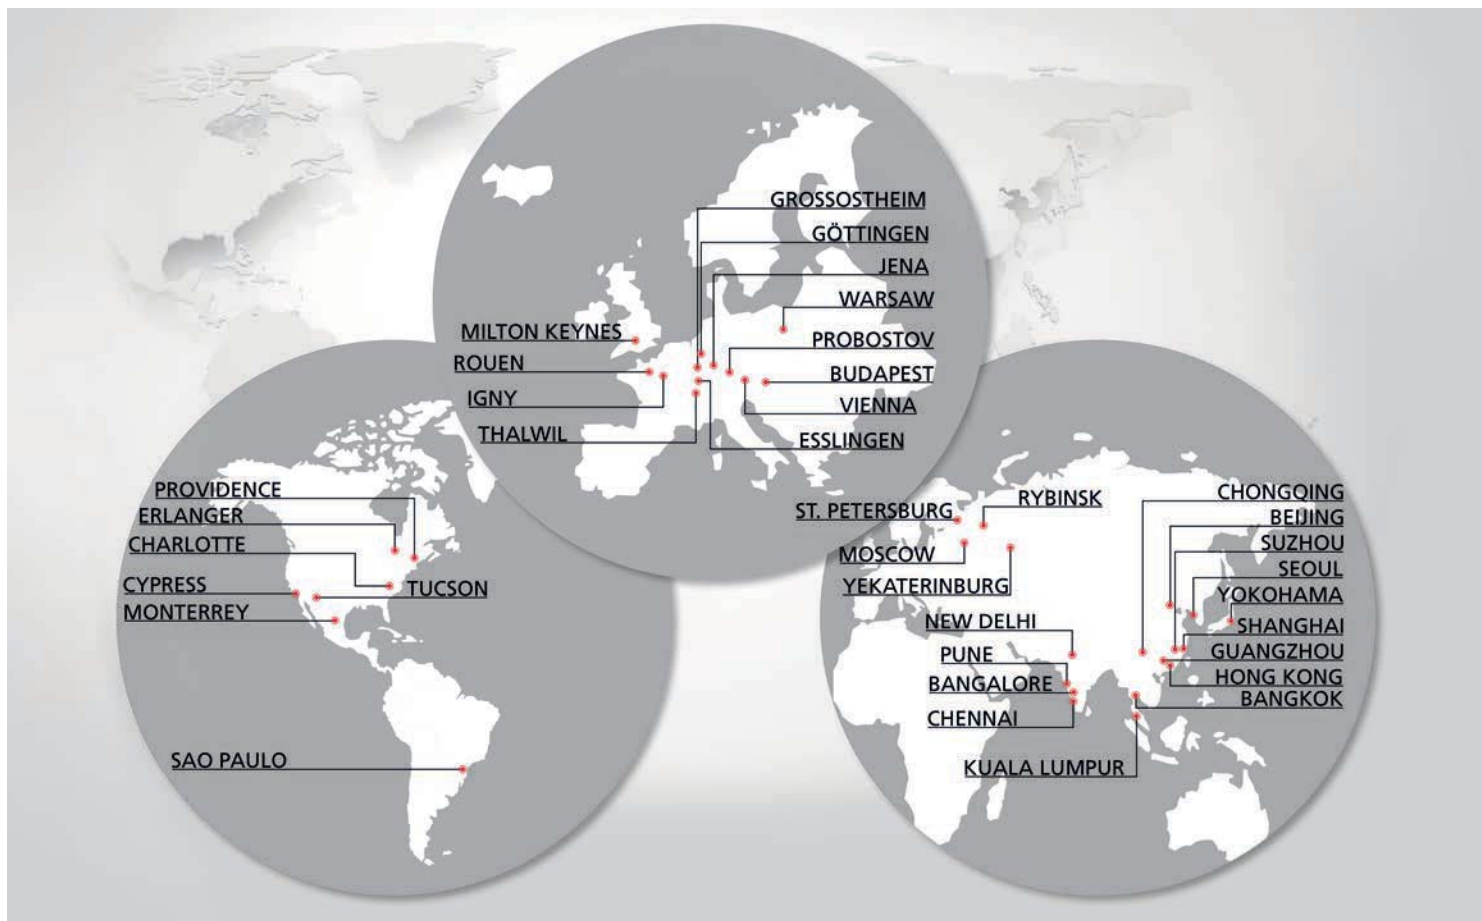 GROSSOSTHEIM
GÖTTINGEN
JENA
WARSAW
MILTON KEYNES
PROBOSTOV
ROUEN
BUDAPEST
IGNY
VIENNA
THALWIL
ESSLINGEN
PROVIDENCE
ERLANGER
CHARLOTTE
CYPRESS
TUCSON
MONTERREY
SAO PAULO
ST. PETERSBURG
RYBINSK
MOSCOW
YEKATERINBURG
NEW DELHI
PUNE
BANGALORE
CHENNAI
KUALA LUMPUR
CHONGQING
BEIJING
SUZHOU
SEOUL
YOKOHAMA
SHANGHAI
GUANGZHOU
HONG KONG
BANGKOK